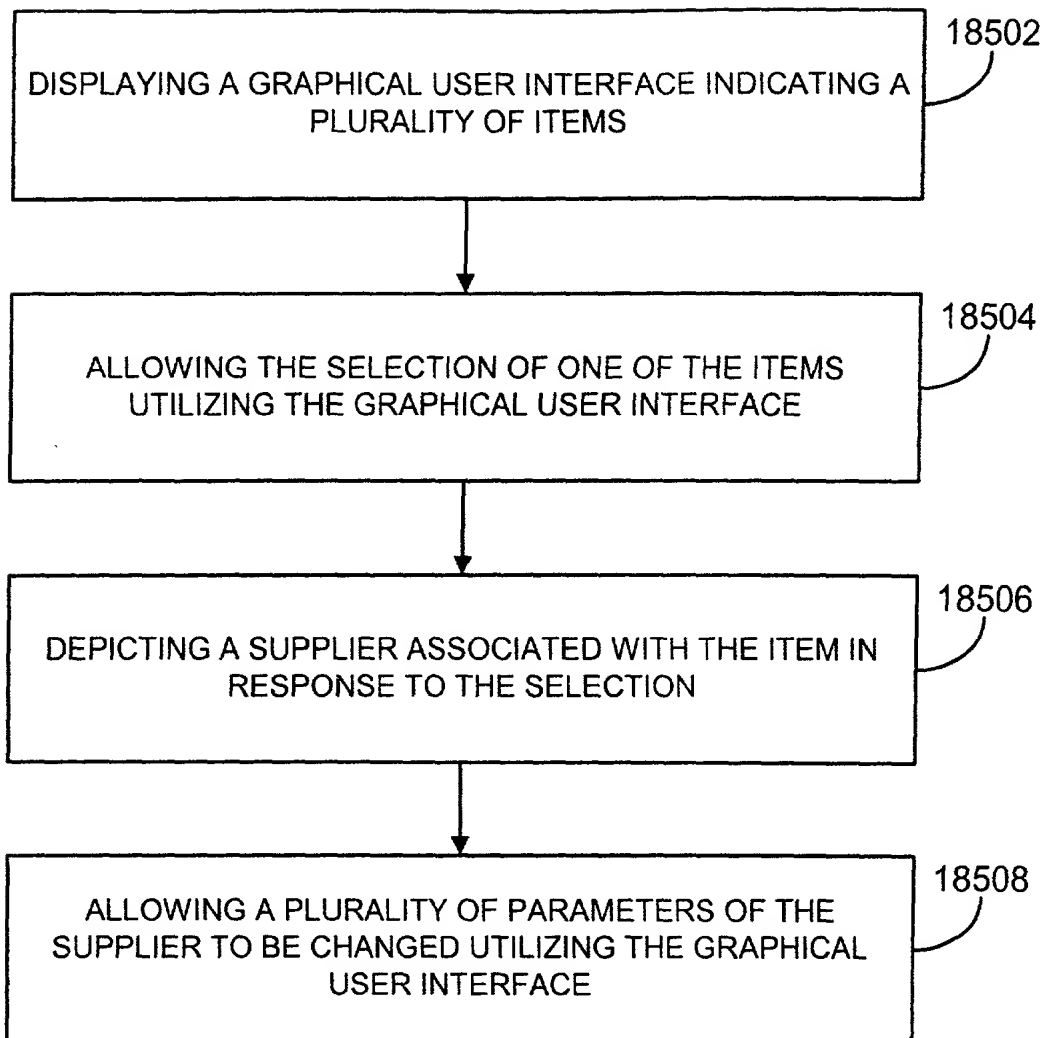 18502
DISPLAYING A GRAPHICAL USER INTERFACE INDICATING A
PLURALITY OF ITEMS
18504
ALLOWING THE SELECTION OF ONE OF THE ITEMS
UTILIZING THE GRAPHICAL USER INTERFACE
18506
DEPICTING A SUPPLIER ASSOCIATED WITH THE ITEM IN
RESPONSE TO THE SELECTION
18508
ALLOWING A PLURALITY OF PARAMETERS OF THE
SUPPLIER TO BE CHANGED UTILIZING THE GRAPHICAL
USER INTERFACE